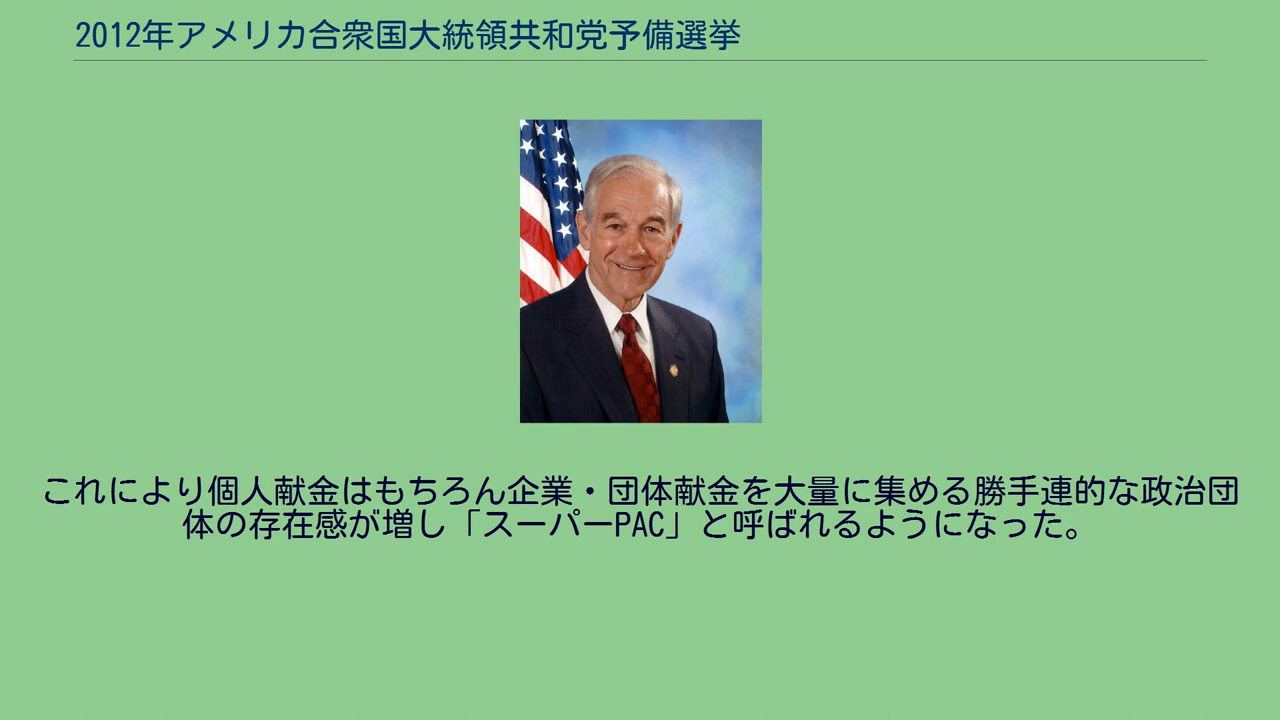 2012年アメリカ合衆国大統領共和党予備選挙
これにより個人献金はもちろん企業・団体献金を大量に集める勝手連的な政治団
体の存在感が増し「スーパーPAC」と呼ばれるようになった。